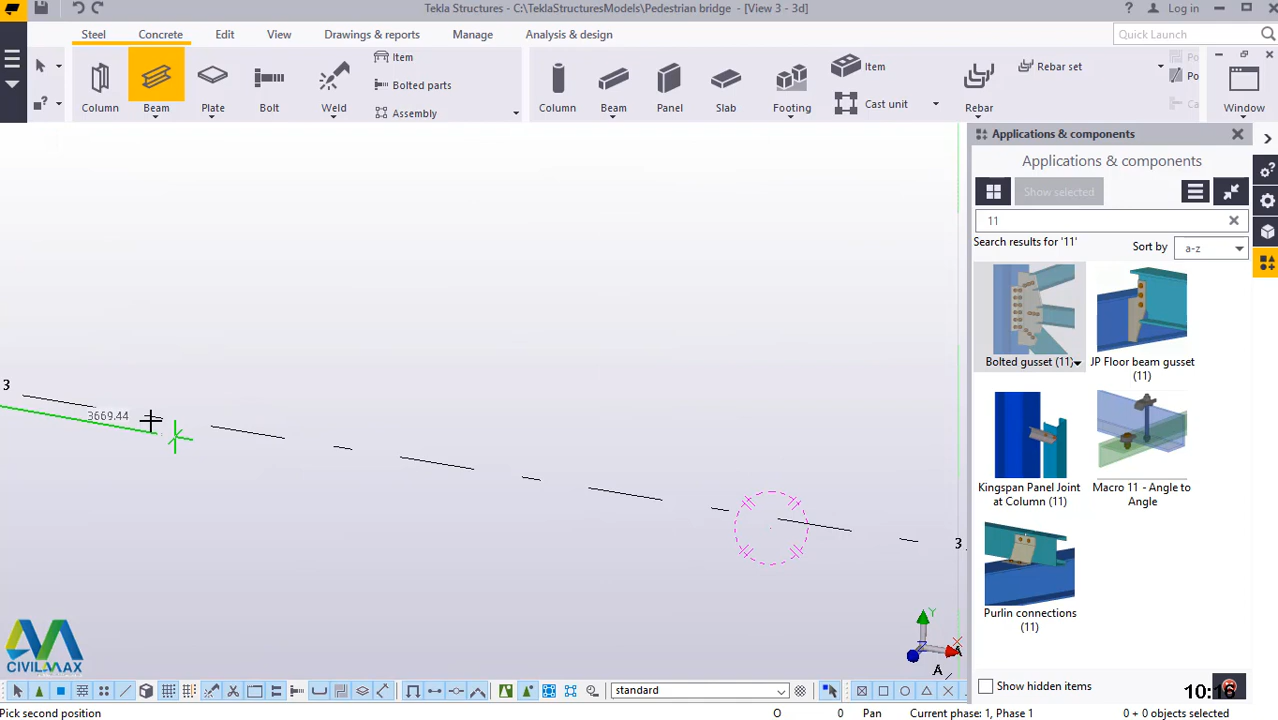 Tekla Structures - C:\TeklaStructuresModels\Pedestrian bridge - [View 3 - 3d]
? Log in
Steel Concrete Edit View Drawings & reports Manage Analysis & design
Quick Launch
Item
Bolted parts
Assembly
Column Beam Plate Bolt Weld
Column Beam Panel Slab Footing
Item
Cast unit
Rebar
Rebar set
Po
Po
Ca
Window
Applications & components
Applications & components
Show selected
11
Search results for '11'
Sort by a-z
Bolted gusset (11)
JP Floor beam gusset
(11)
Kingspan Panel Joint
at Column (11)
Macro 11 - Angle to
Angle
Purlin connections
(11)
Show hidden items
10:16
3
3669.44
3
Y
A
A
CIVILMAX
standard
Pick second position
O 0 Pan Current phase: 1, Phase 1 0 + 0 objects selected